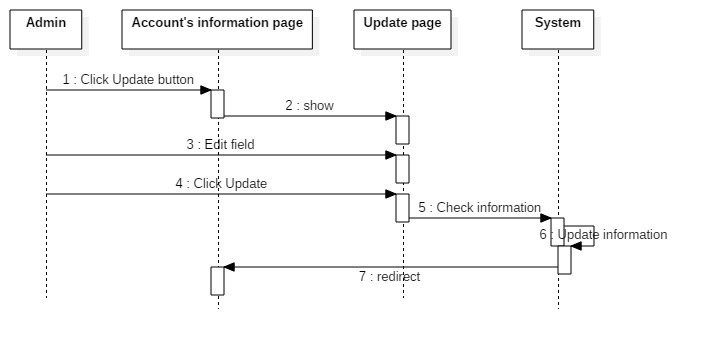 Admin
Account's information page
Update page
System
1 : Click Update button
2 : show
3 : Edit field
4 : Click Update
5 : Check information
6 : Update information
7 : redirect